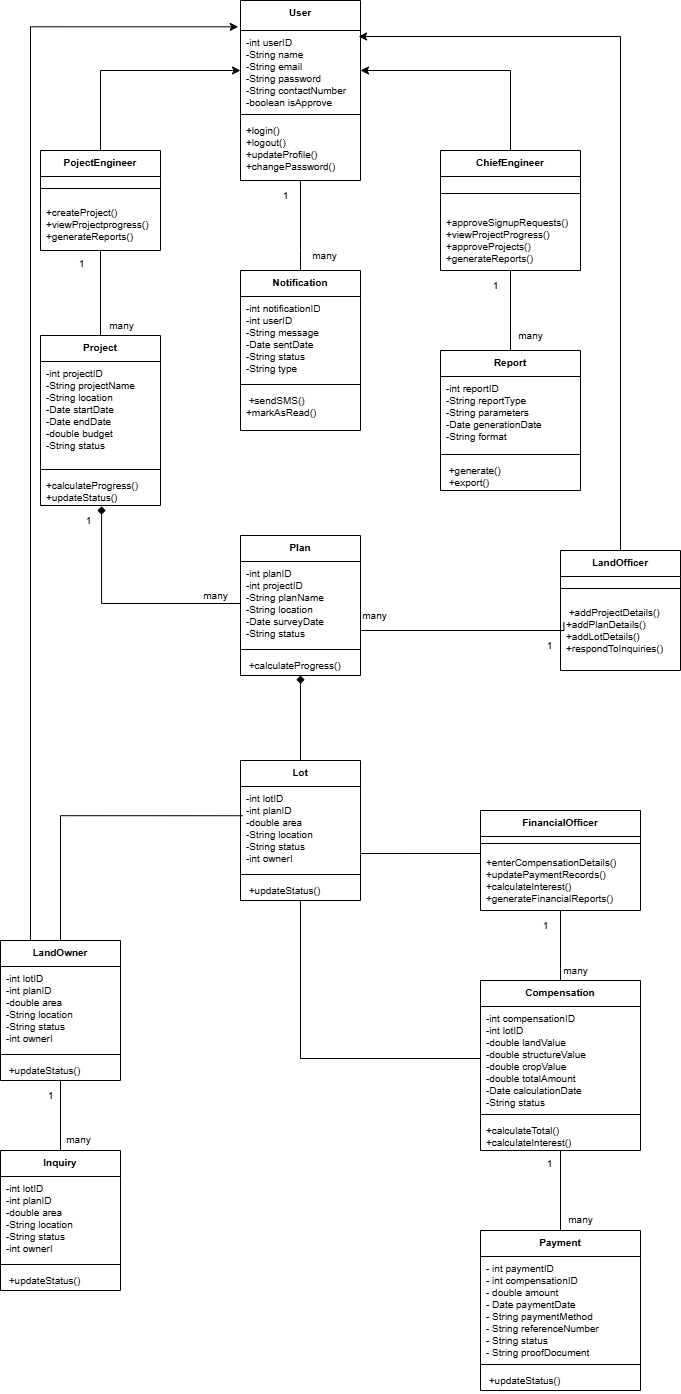 User
-int userID
-String name
-String email
-String password
-String contactNumber
-boolean isApprove
+login()
+logout()
+updateProfile()
+changePassword()
PojectEngineer
+createProject()
+viewProjectprogress()
+generateReports()
ChiefEngineer
+approveSignupRequests()
+viewProjectProgress()
+approveProjects()
+generateReports()
1
many
1
many
1
many
Notification
-int notificationID
-int userID
-String message
-Date sentDate
-String status
-String type
+sendSMS()
+markAsRead()
Project
-int projectID
-String projectName
-String location
-Date startDate
-Date endDate
-double budget
-String status
+calculateProgress()
+updateStatus()
Report
-int reportID
-String reportType
-String parameters
-Date generationDate
-String format
+generate()
+export()
1
many
Plan
-int planID
-int projectID
-String planName
-String location
-Date surveyDate
-String status
+calculateProgress()
many
1
LandOfficer
+addProjectDetails()
+addPlanDetails()
+addLotDetails()
+respondToInquiries()
Lot
-int lotID
-int planID
-double area
-String location
-String status
-int ownerI
+updateStatus()
FinancialOfficer
+enterCompensationDetails()
+updatePaymentRecords()
+calculateInterest()
+generateFinancialReports()
1
many
LandOwner
-int lotID
-int planID
-double area
-String location
-String status
-int ownerI
+updateStatus()
Compensation
-int compensationID
-int lotID
-double landValue
-double structureValue
-double cropValue
-double totalAmount
-Date calculationDate
-String status
+calculateTotal()
+calculateInterest()
1
many
1
many
Inquiry
-int lotID
-int planID
-double area
-String location
-String status
-int ownerI
+updateStatus()
Payment
- int paymentID
- int compensationID
- double amount
- Date paymentDate
- String paymentMethod
- String referenceNumber
- String status
- String proofDocument
+updateStatus()